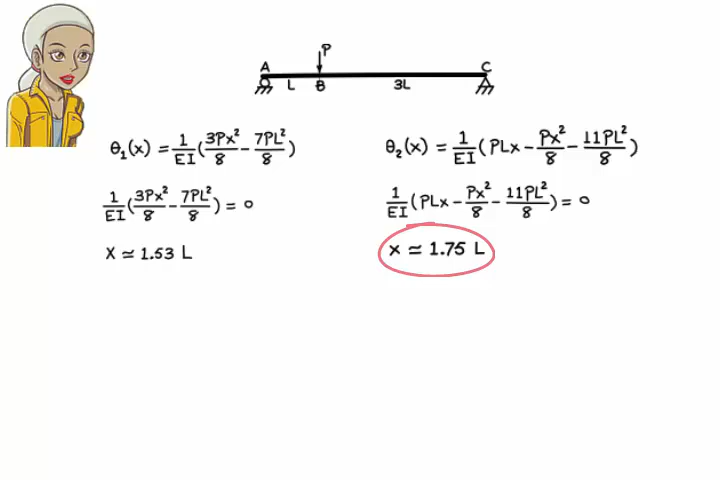 P
A C
L B 3L
θ₁(x) = 1/EI (3Px²/8 − 7PL²/8)
θ₂(x) = 1/EI (PLx − Px²/8 − 11PL²/8)
1/EI (3Px²/8 − 7PL²/8) = 0
1/EI (PLx − Px²/8 − 11PL²/8) = 0
x ≃ 1.53 L
x ≃ 1.75 L